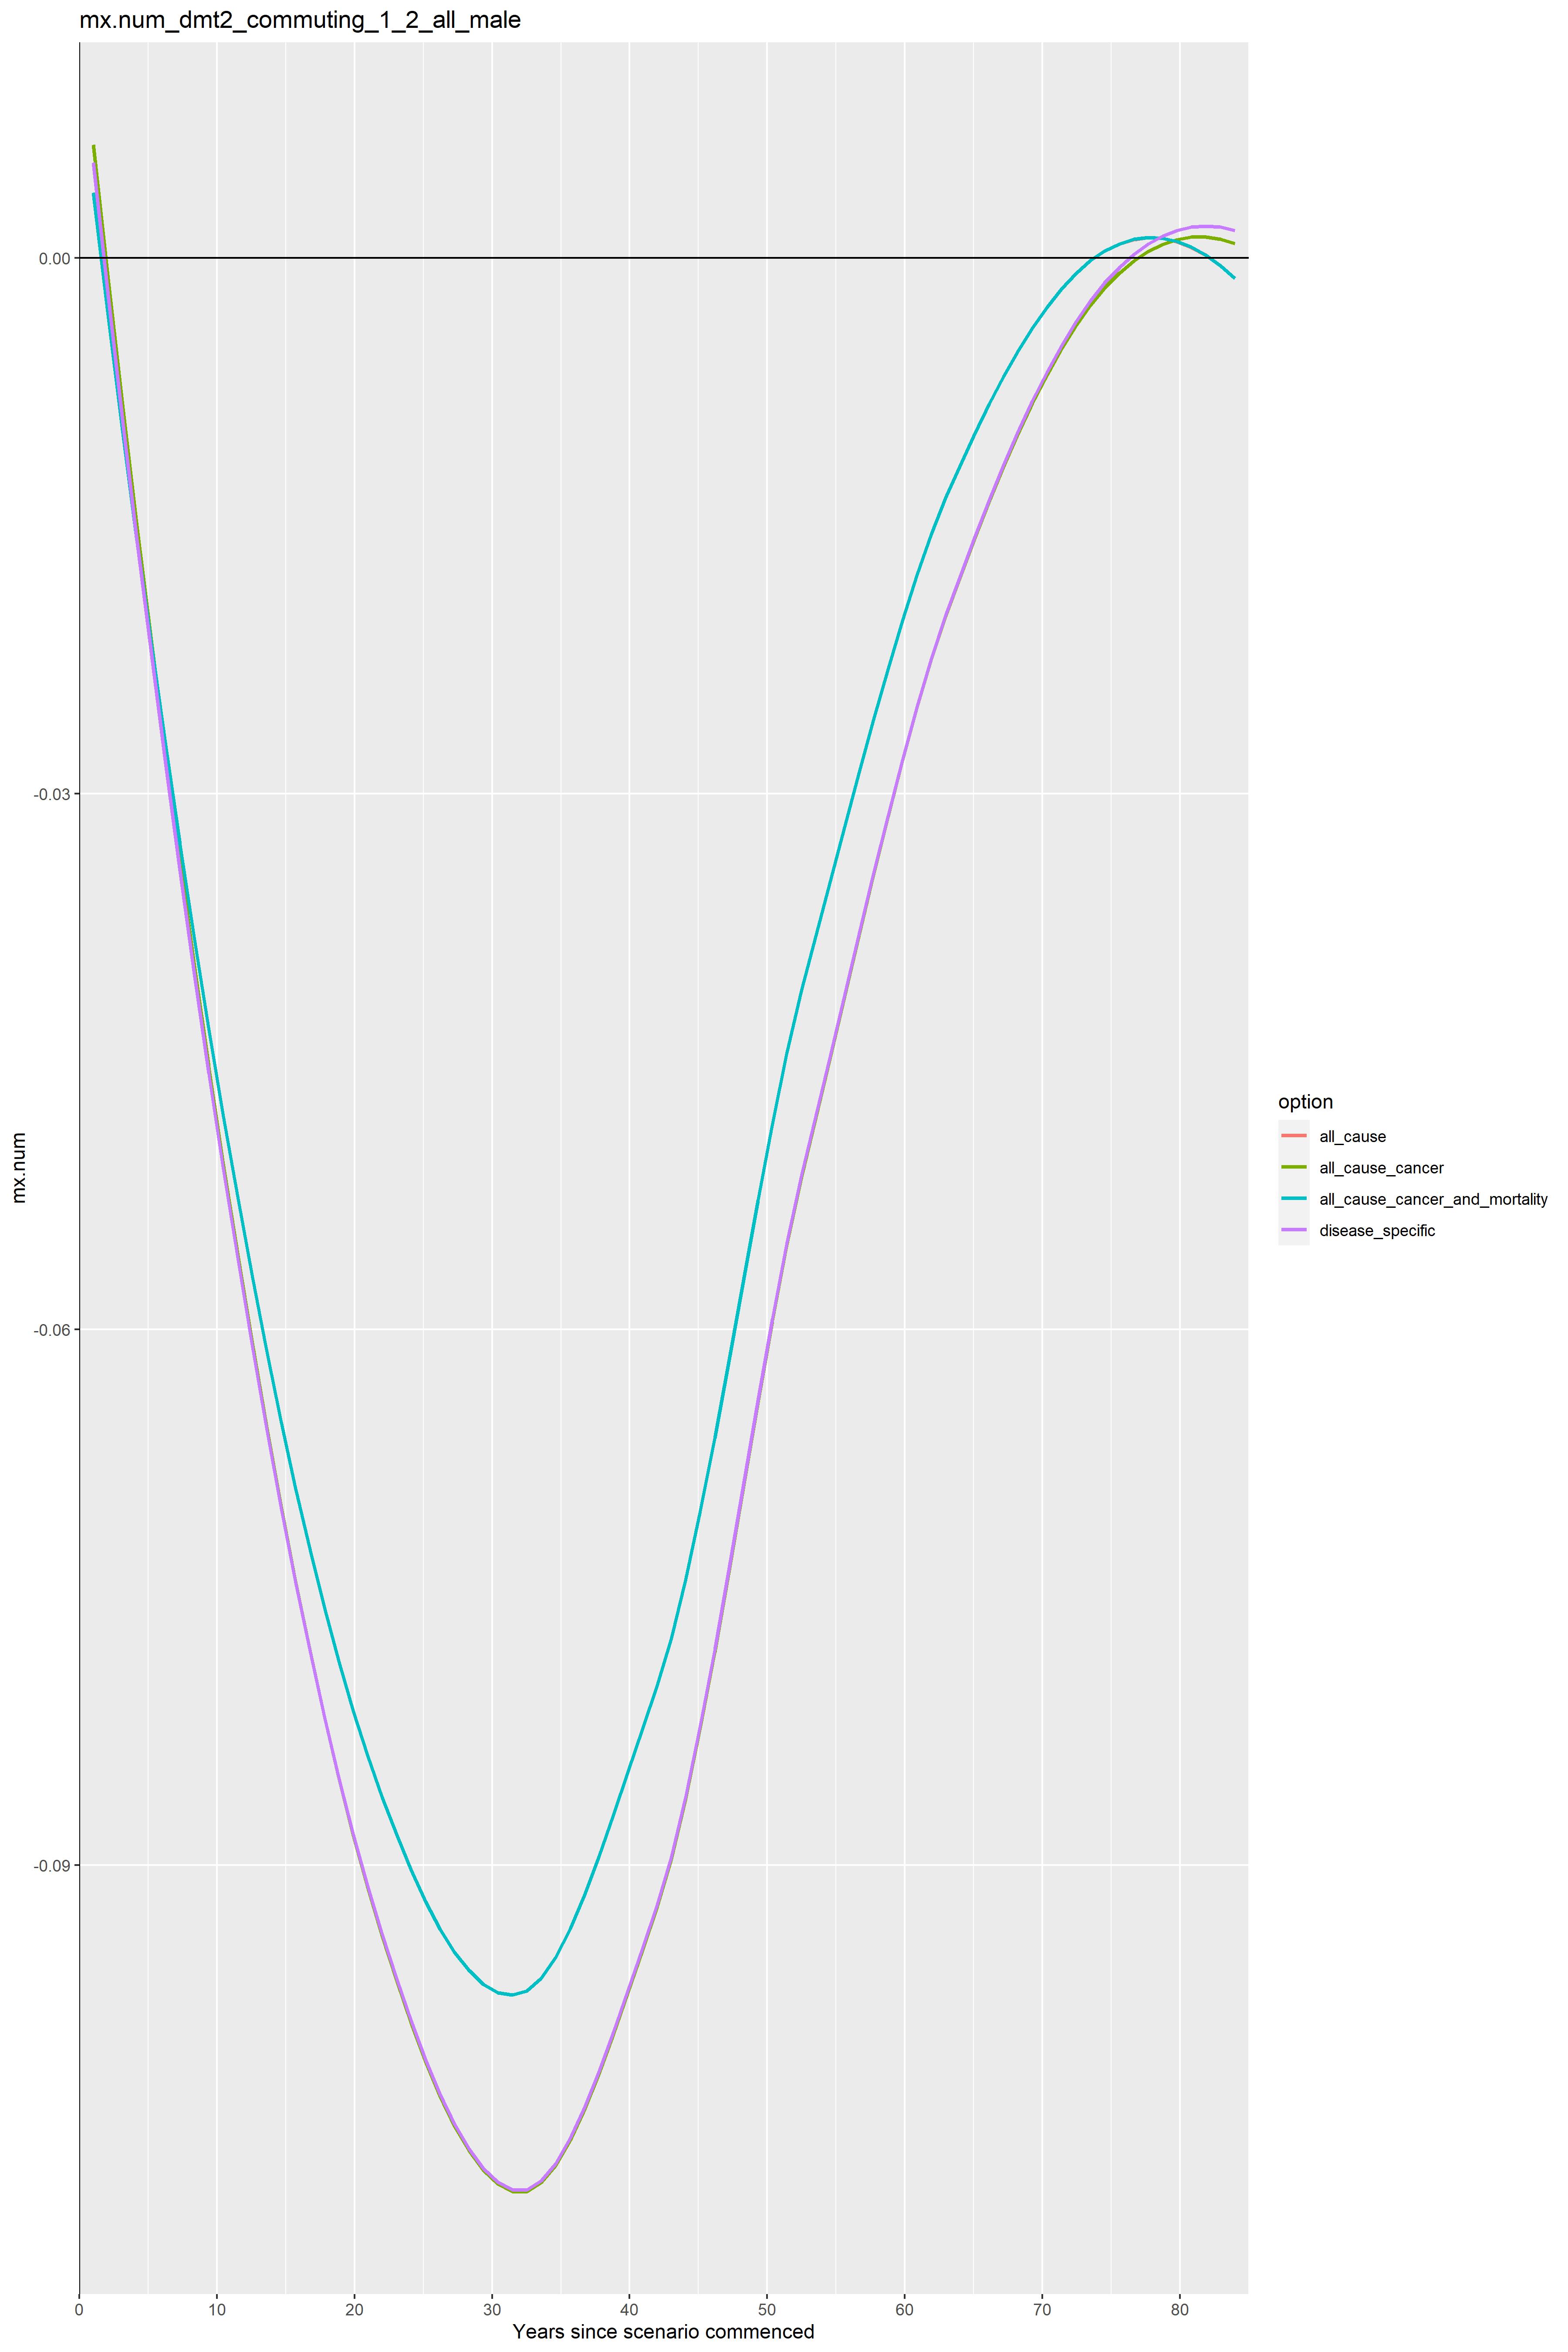 mx.num_dmt2_commuting_1_2_all_male
0.00
-0.03
-0.06
-0.09
mx.num
0 10 20 30 40 50 60 70 80
Years since scenario commenced
option
all_cause
all_cause_cancer
all_cause_cancer_and_mortality
disease_specific